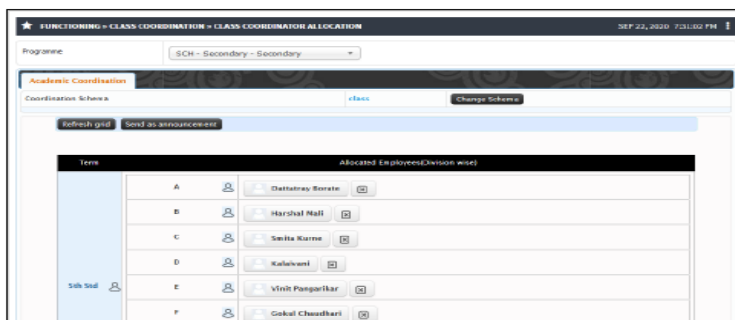 FUNCTIONING » CLASS COORDINATION » CLASS COORDINATOR ALLOCATION SEP 22, 2020 7:31:02 PM
Programme SCH - Secondary - Secondary
Academic Coordination
Coordination Schema class Change Schema
Refresh grid Send as announcement
Term Allocated Employees(Division wise)
A Dattatray Borate
B Harshal Mali
C Smita Kurne
D Kalaivani
5th Std E Vinit Pangarikar
F Gokul Chaudhari